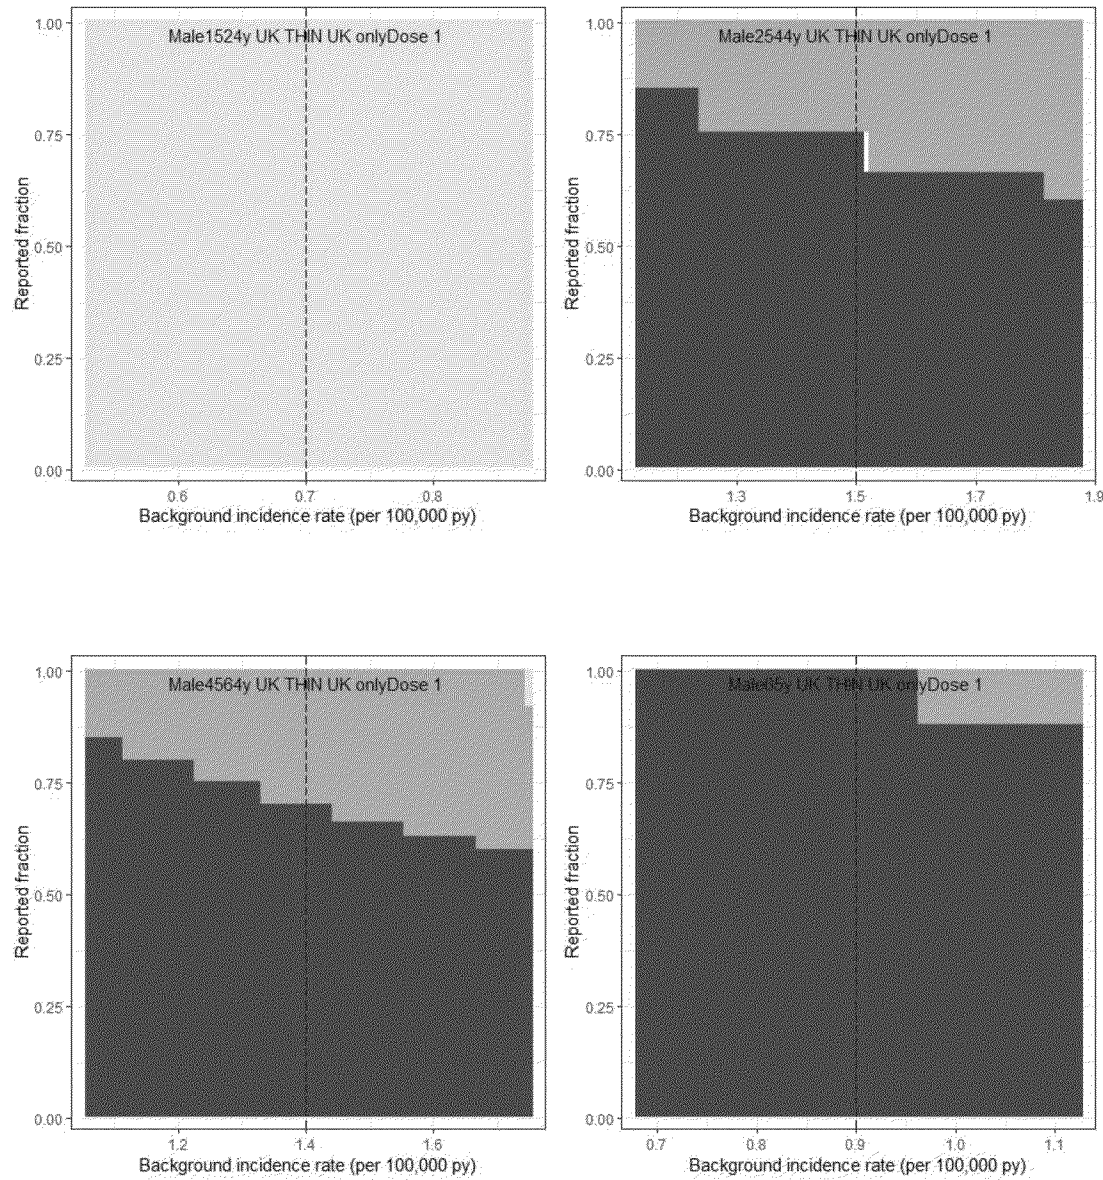 Male1524y UK THIN UK onlyDose 1
Reported fraction
1.00
0.75
0.50
0.25
0.00
0.6
0.7
0.8
Background incidence rate (per 100,000 py)
Male2544y UK THIN UK onlyDose 1
Reported fraction
1.00
0.75
0.50
0.25
0.00
1.3
1.5
1.7
1.9
Background incidence rate (per 100,000 py)
Male4564y UK THIN UK onlyDose 1
Reported fraction
1.00
0.75
0.50
0.25
0.00
1.2
1.4
1.6
Background incidence rate (per 100,000 py)
Male65y UK THIN UK onlyDose 1
Reported fraction
1.00
0.75
0.50
0.25
0.00
0.7
0.8
0.9
1.0
1.1
Background incidence rate (per 100,000 py)